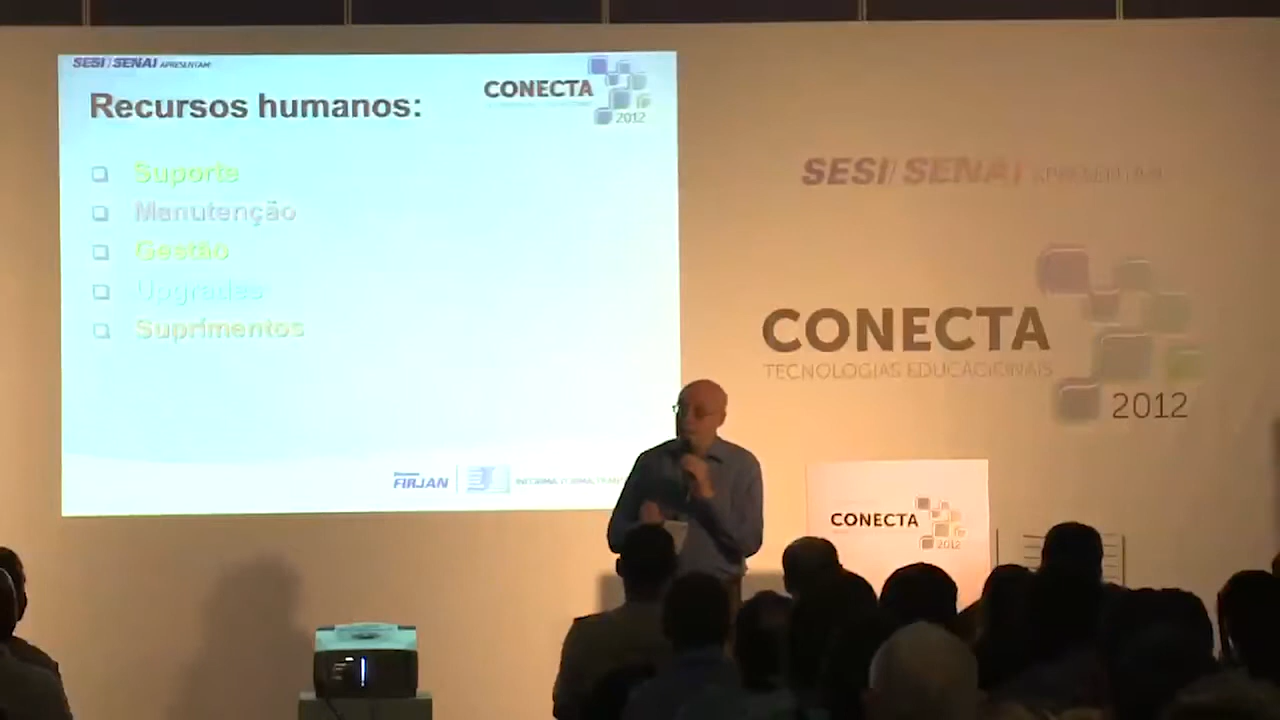 SESI/SENAI APRESENTAM:
CONECTA
2012
Recursos humanos:
Suporte
Manutenção
Gestão
Upgrades
Suprimentos
FIRJAN
SESI/SENAI APRESENTAM
CONECTA
TECNOLOGIAS EDUCACIONAIS
2012
CONECTA
2012